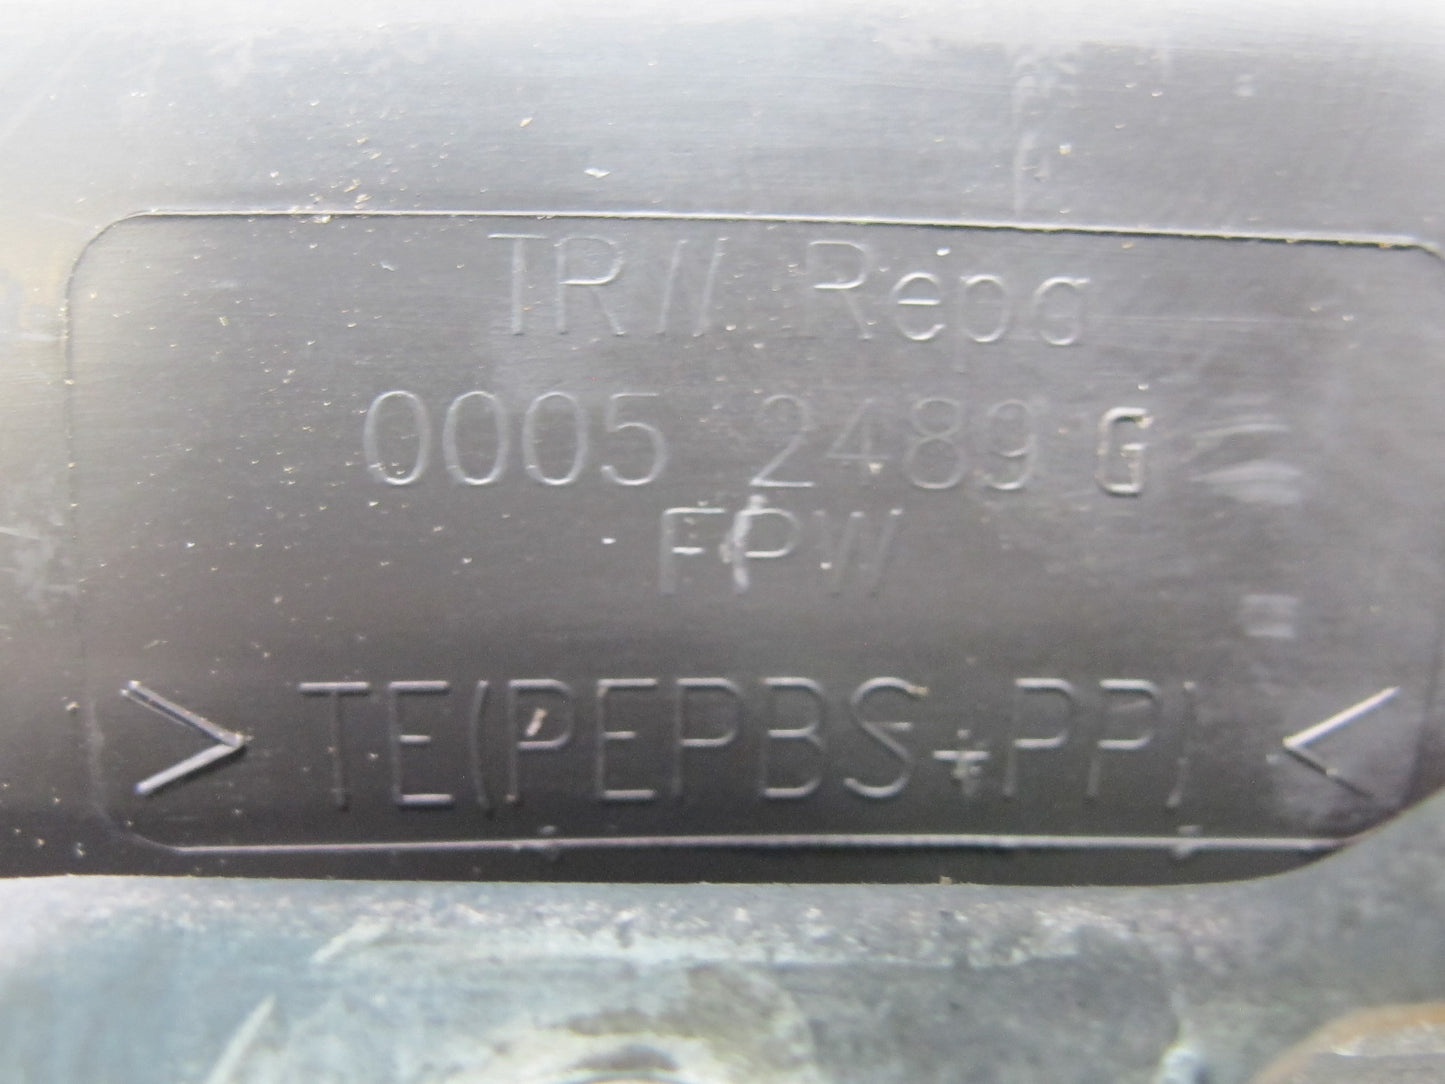 TRW Repa
0005 2489 G
FPW
>TE(PEPBS+PP)<